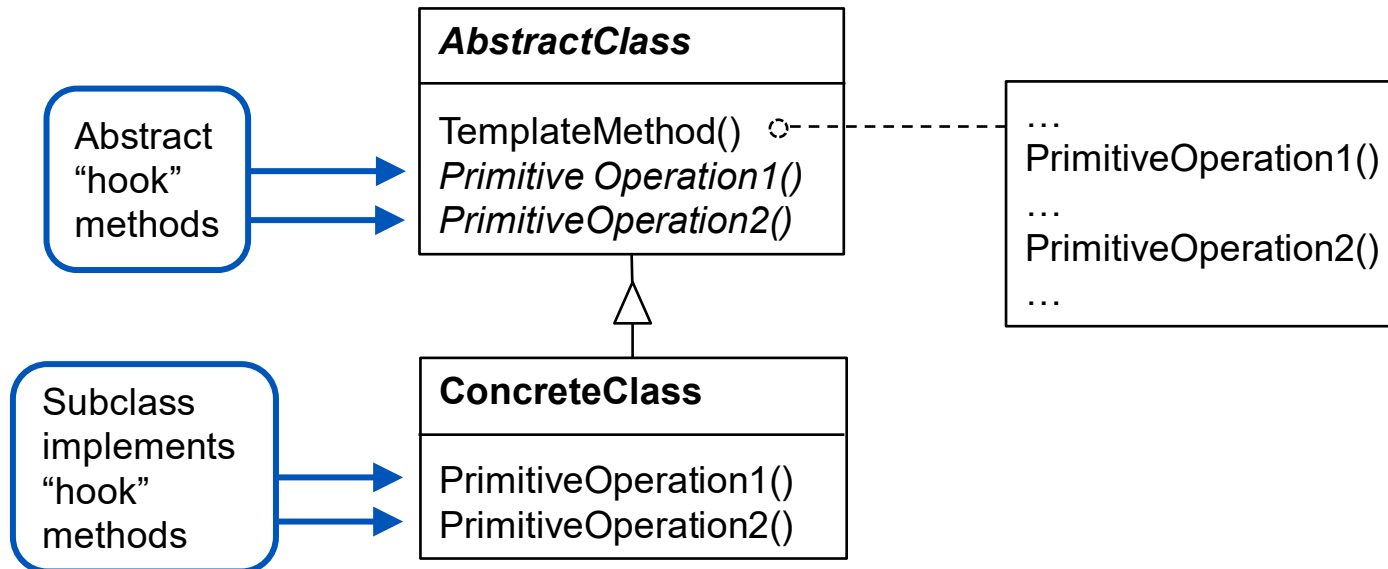 AbstractClass
Abstract
“hook”
methods
TemplateMethod()
Primitive Operation1()
PrimitiveOperation2()
…
PrimitiveOperation1()
…
PrimitiveOperation2()
…
Subclass
implements
“hook”
methods
ConcreteClass
PrimitiveOperation1()
PrimitiveOperation2()